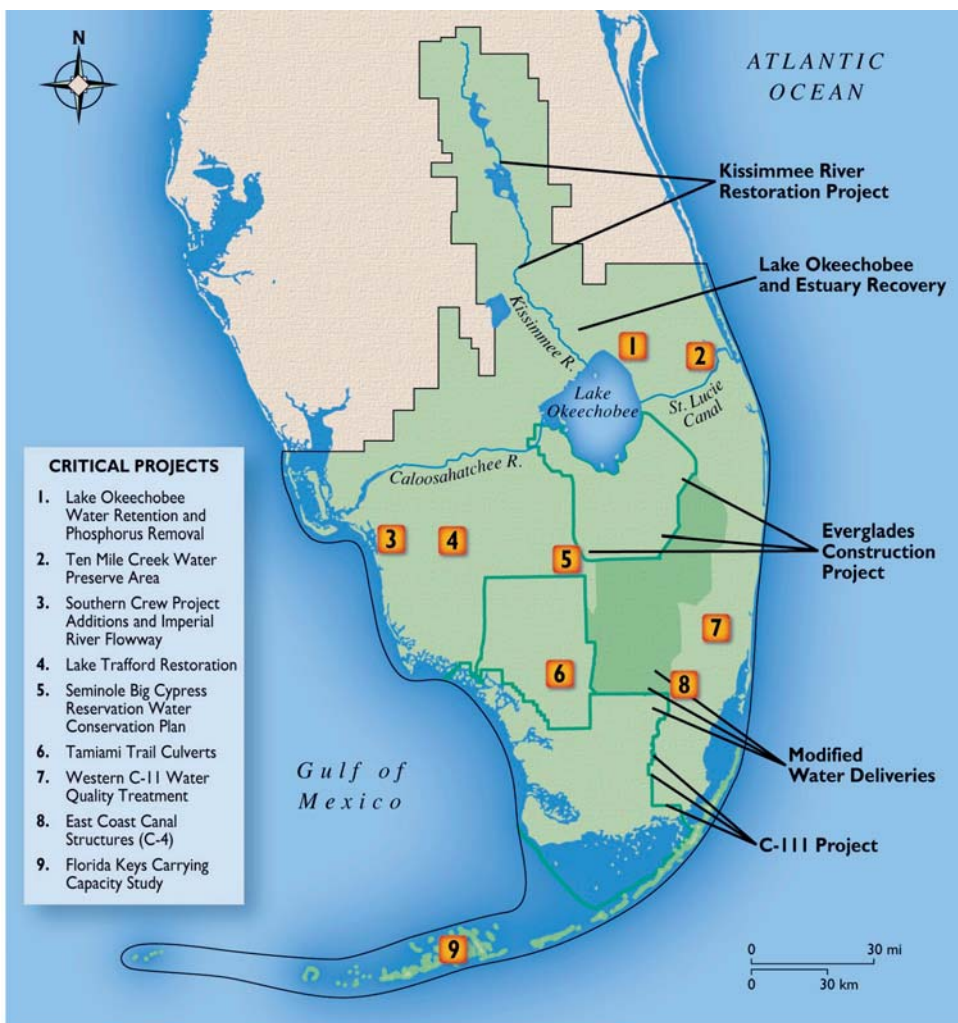 N
ATLANTIC
OCEAN
Kissimmee River
Restoration Project
Lake Okeechobee
and Estuary Recovery
Kissimmee R.
1
2
Lake
Okeechobee
St. Lucie
Canal
Caloosahatchee R.
3
4
5
Everglades
Construction
Project
6
7
8
Modified
Water Deliveries
C-111 Project
Gulf of
Mexico
9
0 30 mi
0 30 km
CRITICAL PROJECTS
1. Lake Okeechobee
Water Retention and
Phosphorus Removal
2. Ten Mile Creek Water
Preserve Area
3. Southern Crew Project
Additions and Imperial
River Flowway
4. Lake Trafford Restoration
5. Seminole Big Cypress
Reservation Water
Conservation Plan
6. Tamiami Trail Culverts
7. Western C-11 Water
Quality Treatment
8. East Coast Canal
Structures (C-4)
9. Florida Keys Carrying
Capacity Study